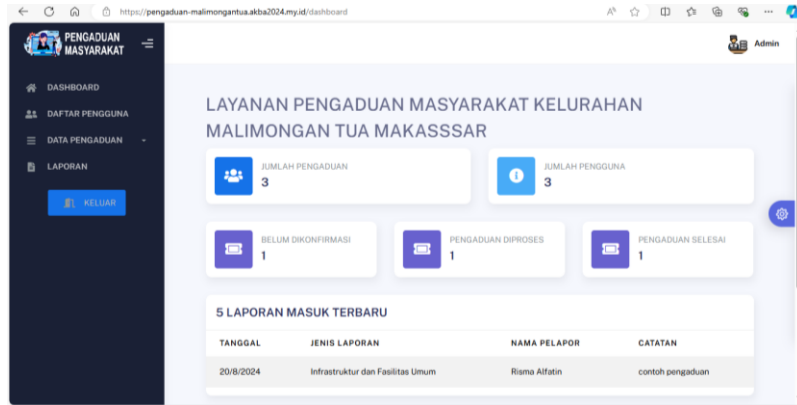 https://pengaduan-malimongantua.akba2024.my.id/dashboard
PENGADUAN
MASYARAKAT
Admin
DASHBOARD
DAFTAR PENGGUNA
DATA PENGADUAN
LAPORAN
KELUAR
LAYANAN PENGADUAN MASYARAKAT KELURAHAN
MALIMONGAN TUA MAKASSSAR
JUMLAH PENGADUAN
3
JUMLAH PENGGUNA
3
BELUM DIKONFIRMASI
1
PENGADUAN DIPROSES
1
PENGADUAN SELESAI
1
5 LAPORAN MASUK TERBARU
TANGGAL JENIS LAPORAN NAMA PELAPOR CATATAN
20/8/2024 Infrastruktur dan Fasilitas Umum Risma Alfatin contoh pengaduan